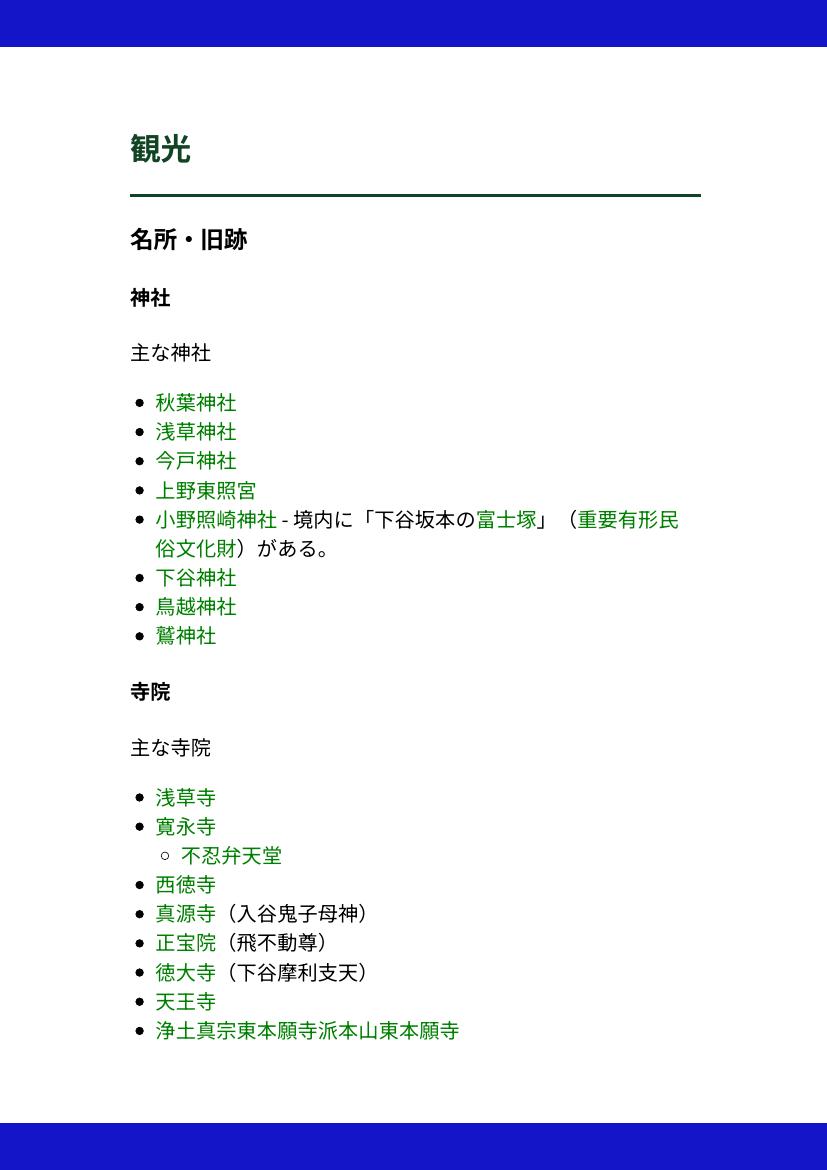 観光
名所・旧跡
神社
主な神社
秋葉神社
浅草神社
今戸神社
上野東照宮
小野照崎神社 - 境内に「下谷坂本の富士塚」（重要有形民
俗文化財）がある。
下谷神社
鳥越神社
鷲神社
寺院
主な寺院
浅草寺
寛永寺
不忍弁天堂
西徳寺
真源寺（入谷鬼子母神）
正宝院（飛不動尊）
徳大寺（下谷摩利支天）
天王寺
浄土真宗東本願寺派本山東本願寺